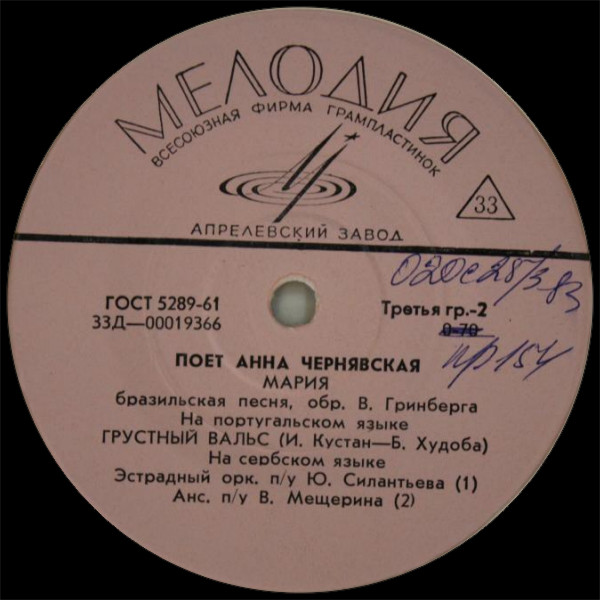 МЕЛОДИЯ
ВСЕСОЮЗНАЯ ФИРМА ГРАМПЛАСТИНОК
33
АПРЕЛЕВСКИЙ ЗАВОД
ГОСТ 5289-61
33Д—00019366
Третья гр.-2
0-70
ПОЕТ АННА ЧЕРНЯВСКАЯ
МАРИЯ
бразильская песня, обр. В. Гринберга
На португальском языке
ГРУСТНЫЙ ВАЛЬС (И. Кустан—Б. Худоба)
На сербском языке
Эстрадный орк. п/у Ю. Силантьева (1)
Анс. п/у В. Мещерина (2)